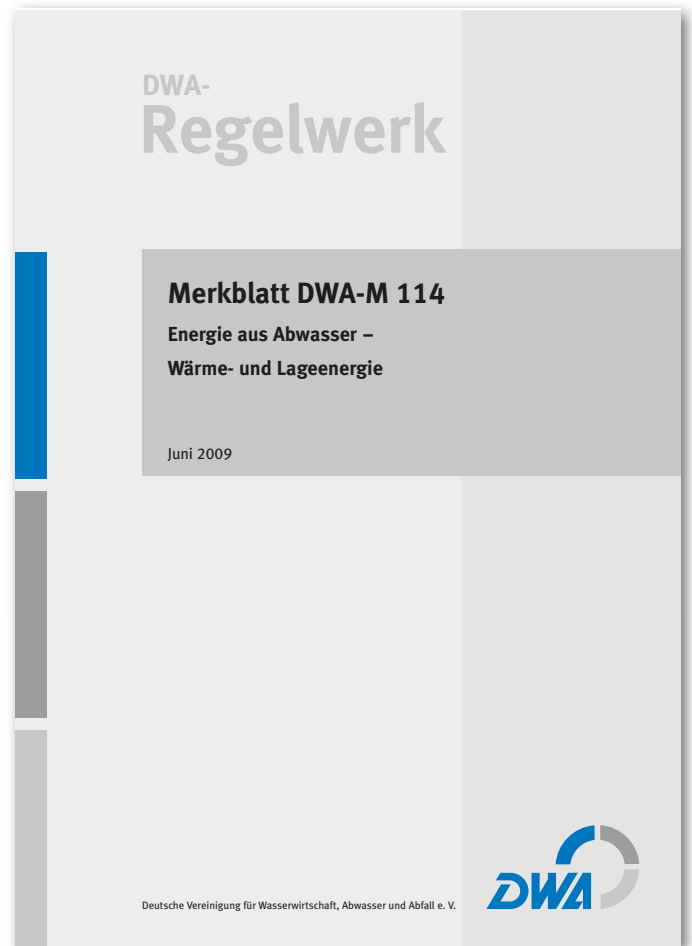 DWA-
Regelwerk
Merkblatt DWA-M 114
Energie aus Abwasser –
Wärme- und Lageenergie
Juni 2009
Deutsche Vereinigung für Wasserwirtschaft, Abwasser und Abfall e. V.
DWA